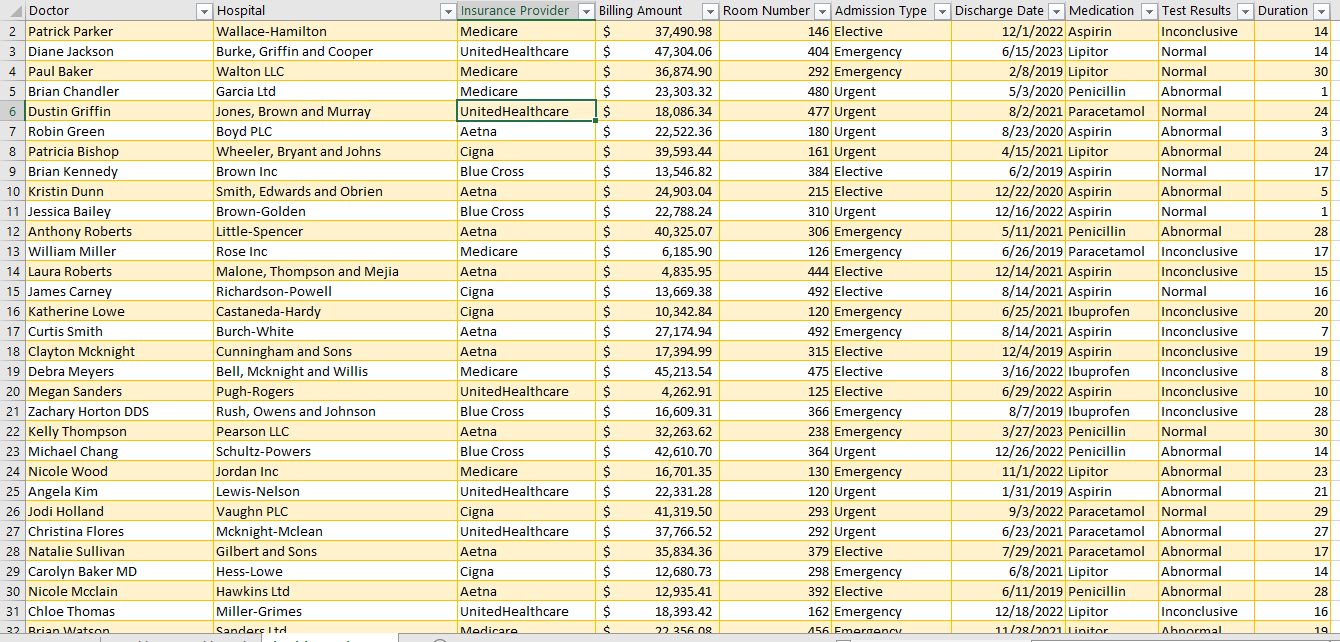 Doctor Hospital Insurance Provider Billing Amount Room Number Admission Type Discharge Date Medication Test Results Duration
2 Patrick Parker Wallace-Hamilton Medicare $ 37,490.98 146 Elective 12/1/2022 Aspirin Inconclusive 14
3 Diane Jackson Burke, Griffin and Cooper UnitedHealthcare $ 47,304.06 404 Emergency 6/15/2023 Lipitor Normal 14
4 Paul Baker Walton LLC Medicare $ 36,874.90 292 Emergency 2/8/2019 Lipitor Normal 30
5 Brian Chandler Garcia Ltd Medicare $ 23,303.32 480 Urgent 5/3/2020 Penicillin Abnormal 1
6 Dustin Griffin Jones, Brown and Murray UnitedHealthcare $ 18,086.34 477 Urgent 8/2/2021 Paracetamol Normal 24
7 Robin Green Boyd PLC Aetna $ 22,522.36 180 Urgent 8/23/2020 Aspirin Abnormal 3
8 Patricia Bishop Wheeler, Bryant and Johns Cigna $ 39,593.44 161 Urgent 4/15/2021 Lipitor Abnormal 24
9 Brian Kennedy Brown Inc Blue Cross $ 13,546.82 384 Elective 6/2/2019 Aspirin Normal 17
10 Kristin Dunn Smith, Edwards and Obrien Aetna $ 24,903.04 215 Elective 12/22/2020 Aspirin Abnormal 5
11 Jessica Bailey Brown-Golden Blue Cross $ 22,788.24 310 Urgent 12/16/2022 Aspirin Normal 1
12 Anthony Roberts Little-Spencer Aetna $ 40,325.07 306 Emergency 5/11/2021 Penicillin Abnormal 28
13 William Miller Rose Inc Medicare $ 6,185.90 126 Emergency 6/26/2019 Paracetamol Inconclusive 17
14 Laura Roberts Malone, Thompson and Mejia Aetna $ 4,835.95 444 Elective 12/14/2021 Aspirin Inconclusive 15
15 James Carney Richardson-Powell Cigna $ 13,669.38 492 Elective 8/14/2021 Aspirin Normal 16
16 Katherine Lowe Castaneda-Hardy Cigna $ 10,342.84 120 Emergency 6/25/2021 Ibuprofen Inconclusive 20
17 Curtis Smith Burch-White Aetna $ 27,174.94 492 Emergency 8/14/2021 Aspirin Inconclusive 7
18 Clayton Mcknight Cunningham and Sons Aetna $ 17,394.99 315 Elective 12/4/2019 Aspirin Inconclusive 19
19 Debra Meyers Bell, Mcknight and Willis Medicare $ 45,213.54 475 Elective 3/16/2022 Ibuprofen Inconclusive 8
20 Megan Sanders Pugh-Rogers UnitedHealthcare $ 4,262.91 125 Elective 6/29/2022 Aspirin Inconclusive 10
21 Zachary Horton DDS Rush, Owens and Johnson Blue Cross $ 16,609.31 366 Emergency 8/7/2019 Ibuprofen Inconclusive 28
22 Kelly Thompson Pearson LLC Aetna $ 32,263.62 238 Emergency 3/27/2023 Penicillin Normal 30
23 Michael Chang Schultz-Powers Blue Cross $ 42,610.70 364 Urgent 12/26/2022 Penicillin Abnormal 14
24 Nicole Wood Jordan Inc Medicare $ 16,701.35 130 Emergency 11/1/2022 Lipitor Abnormal 23
25 Angela Kim Lewis-Nelson UnitedHealthcare $ 22,331.28 120 Urgent 1/31/2019 Aspirin Abnormal 21
26 Jodi Holland Vaughn PLC Cigna $ 41,319.50 293 Urgent 9/3/2022 Paracetamol Normal 29
27 Christina Flores Mcknight-Mclean UnitedHealthcare $ 37,766.52 292 Urgent 6/23/2021 Paracetamol Abnormal 27
28 Natalie Sullivan Gilbert and Sons Aetna $ 35,834.36 379 Elective 7/29/2021 Paracetamol Abnormal 17
29 Carolyn Baker MD Hess-Lowe Cigna $ 12,680.73 298 Emergency 6/8/2021 Lipitor Abnormal 14
30 Nicole Mcclain Hawkins Ltd Aetna $ 12,935.41 392 Elective 6/11/2019 Penicillin Abnormal 28
31 Chloe Thomas Miller-Grimes UnitedHealthcare $ 18,393.42 162 Emergency 12/18/2022 Lipitor Inconclusive 16
32 Brian Watson Sanders Ltd Medicare $ 22,356.08 456 Emergency 11/28/2021 Lipitor Abnormal 19